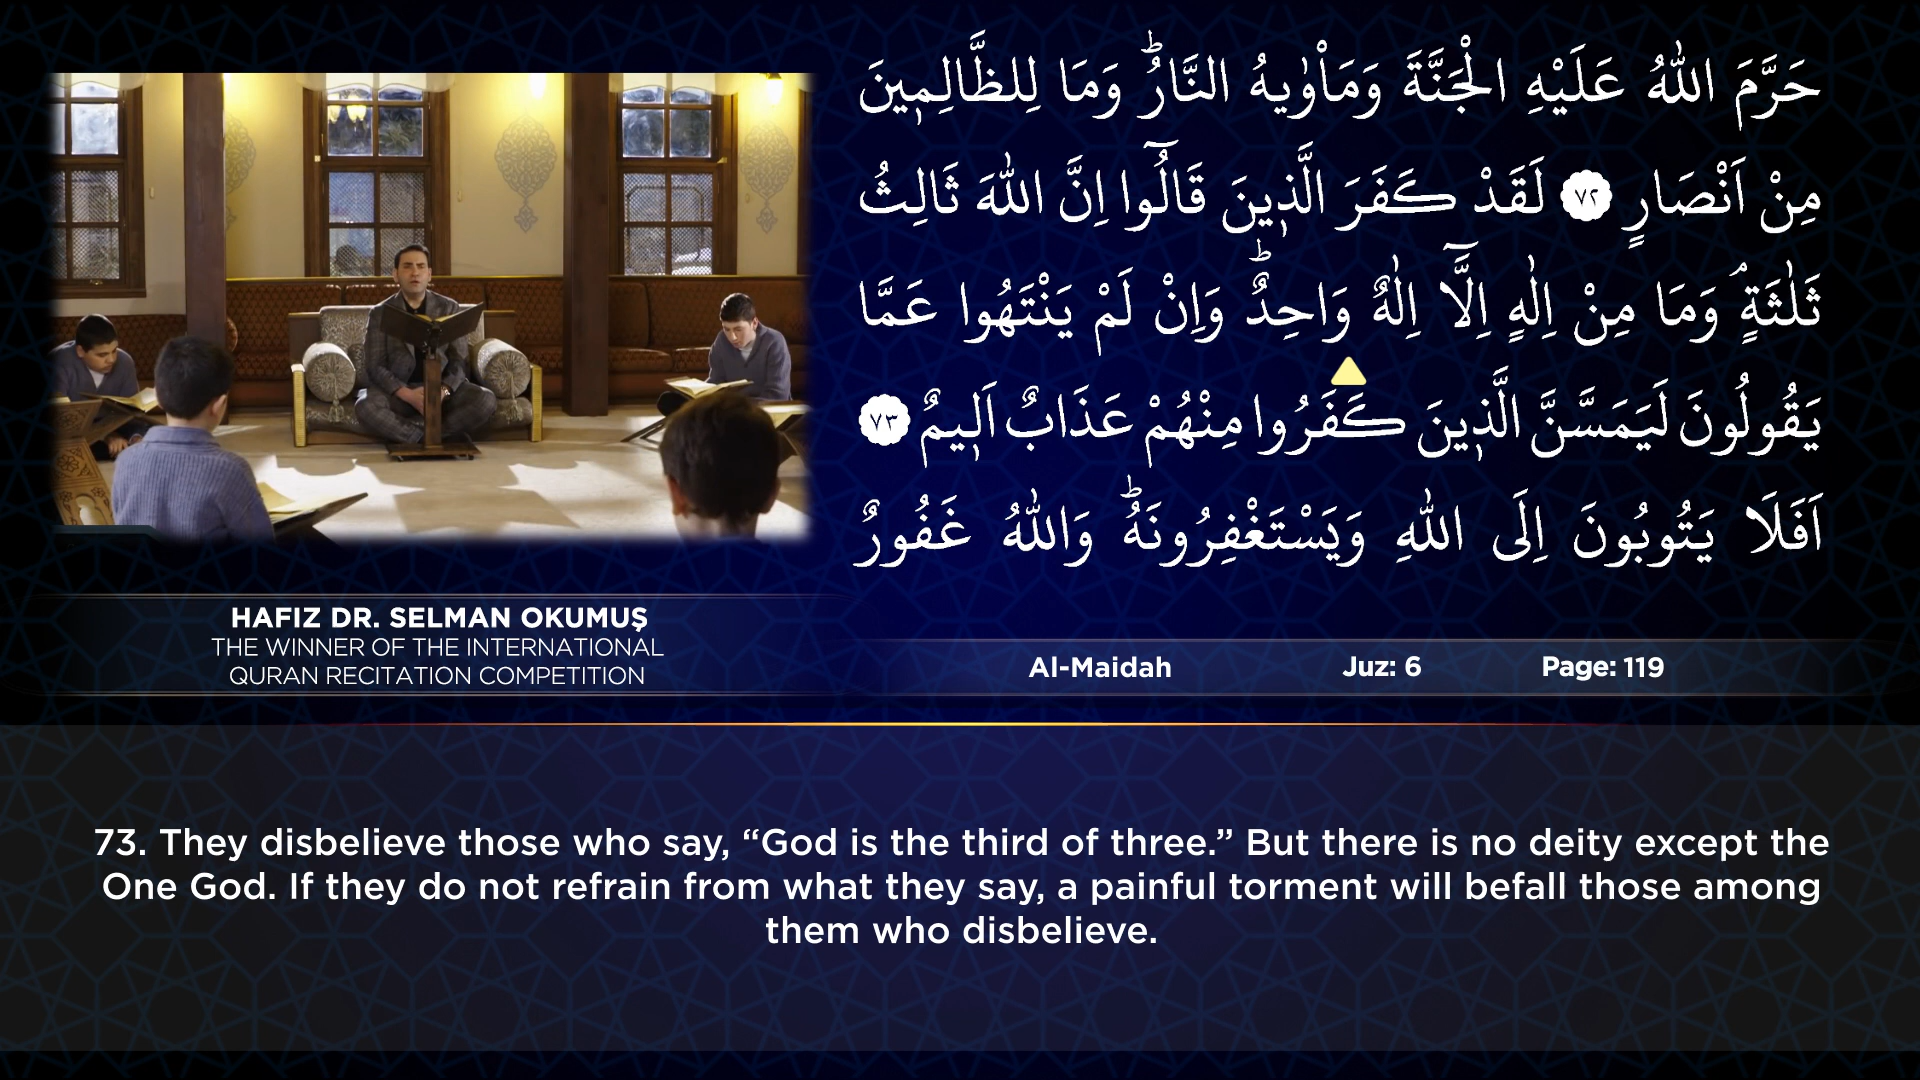 حَرَّمَ اللّٰهُ عَلَيْهِ الْجَنَّةَ وَمَأْوٰيهُ النَّارُۜ وَمَا لِلظَّالِم۪ينَ
مِنْ اَنْصَارٍ ﴿٧٢﴾ لَقَدْ كَفَرَ الَّذ۪ينَ قَالُٓوا اِنَّ اللّٰهَ ثَالِثُ
ثَلٰثَةٍۢ وَمَا مِنْ اِلٰهٍ اِلَّٓا اِلٰهٌ وَاحِدٌۜ وَاِنْ لَمْ يَنْتَهُوا عَمَّا
يَقُولُونَ لَيَمَسَّنَّ الَّذ۪ينَ كَفَرُوا مِنْهُمْ عَذَابٌ اَل۪يمٌ ﴿٧٣﴾
اَفَلَا يَتُوبُونَ اِلَى اللّٰهِ وَيَسْتَغْفِرُونَهُۜ وَاللّٰهُ غَفُورٌ
HAFIZ DR. SELMAN OKUMUŞ
THE WINNER OF THE INTERNATIONAL
QURAN RECITATION COMPETITION
Al-Maidah Juz: 6 Page: 119
73. They disbelieve those who say, “God is the third of three.” But there is no deity except the
One God. If they do not refrain from what they say, a painful torment will befall those among
them who disbelieve.